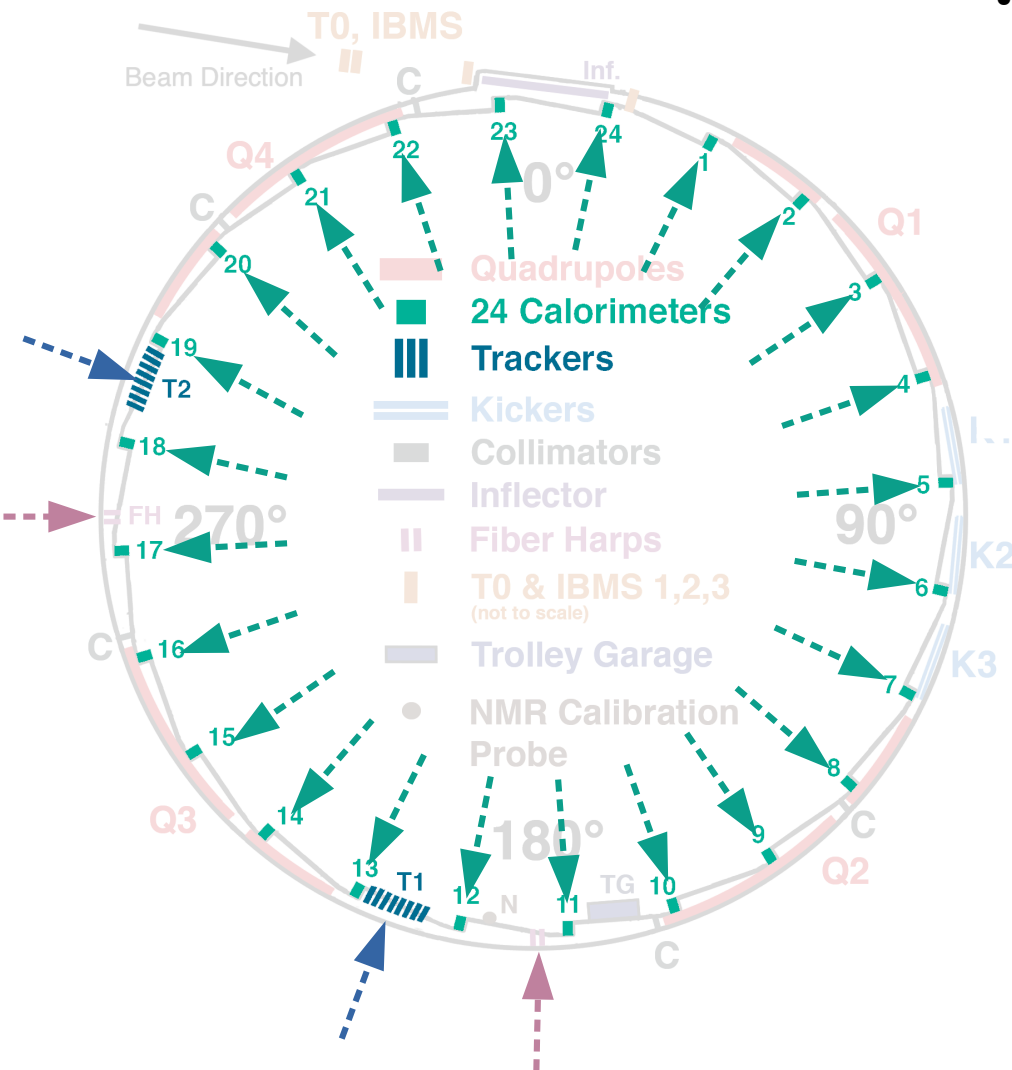 T0, IBMS
Beam Direction
C
Inf.
23
24
22
1
Q4
0°
21
2
C
Q1
20
Quadrupoles
3
24 Calorimeters
19
Trackers
T2
4
Kickers
18
Collimators
5
Inflector
FH
270°
90°
17
Fiber Harps
K2
6
T0 & IBMS 1,2,3
(not to scale)
C
16
Trolley Garage
K3
7
15
NMR Calibration
Probe
8
Q3
14
180°
9
C
13
T1
Q2
12
N
11
TG
10
C